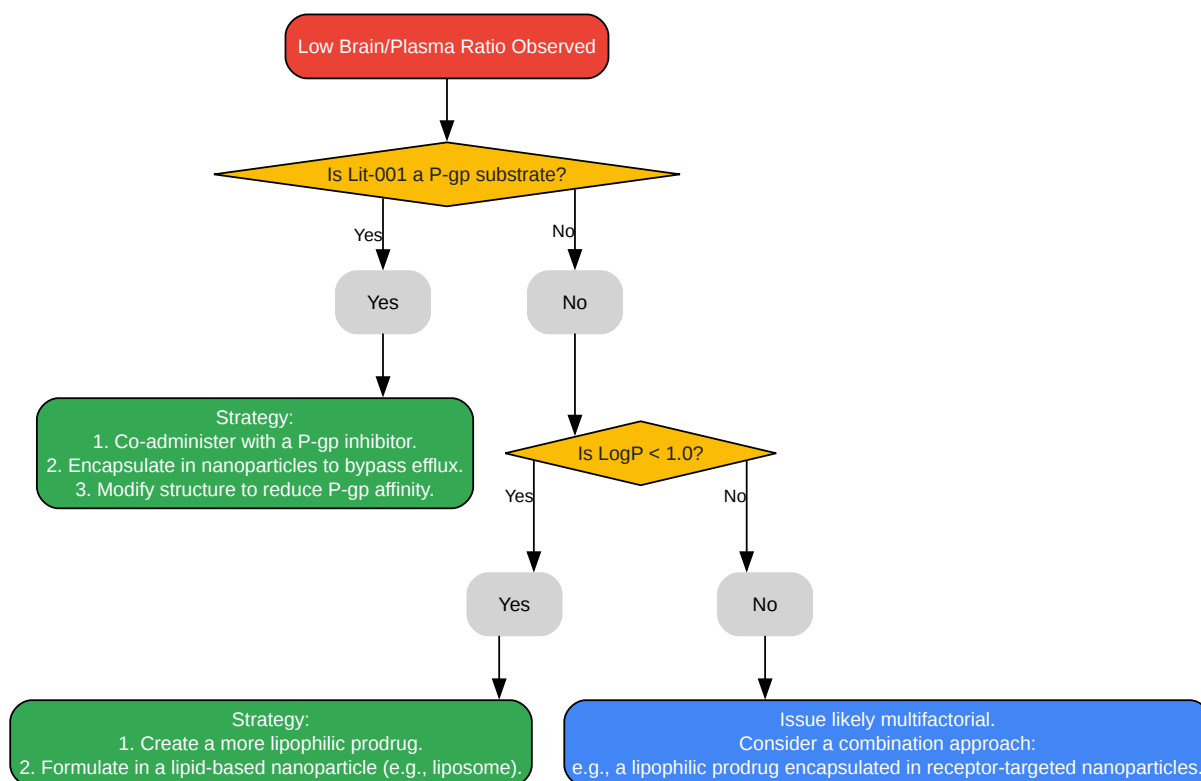 Low Brain/Plasma Ratio Observed
Is Lit-001 a P-gp substrate?
Yes
No
Yes
No
Strategy:
1. Co-administer with a P-gp inhibitor.
2. Encapsulate in nanoparticles to bypass efflux.
3. Modify structure to reduce P-gp affinity.
Is LogP < 1.0?
Yes
No
Yes
No
Strategy:
1. Create a more lipophilic prodrug.
2. Formulate in a lipid-based nanoparticle (e.g., liposome).
Issue likely multifactorial.
Consider a combination approach:
e.g., a lipophilic prodrug encapsulated in receptor-targeted nanoparticles.